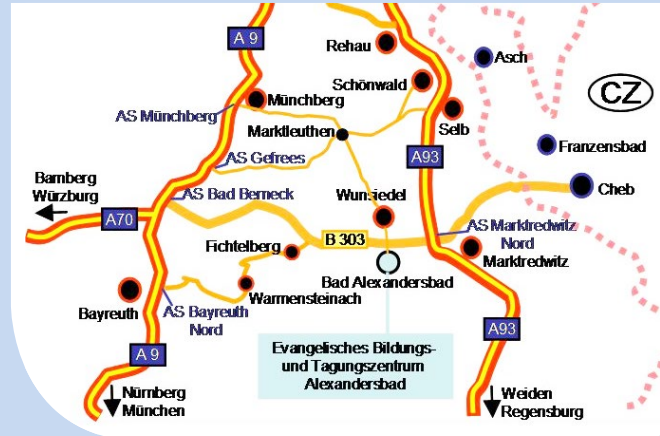 A 9
Rehau
Asch
Schönwald
CZ
Münchberg
AS Münchberg
Selb
Marktleuthen
Franzensbad
A93
AS Gefrees
Bamberg
Würzburg
AS Bad Berneck
Wunsiedel
Cheb
A70
AS Marktredwitz
Nord
B 303
Fichtelberg
Marktredwitz
Bad Alexandersbad
Warmensteinach
Bayreuth
AS Bayreuth
Nord
A93
A 9
Evangelisches Bildungs-
und Tagungszentrum
Alexandersbad
Nürnberg
München
Weiden
Regensburg